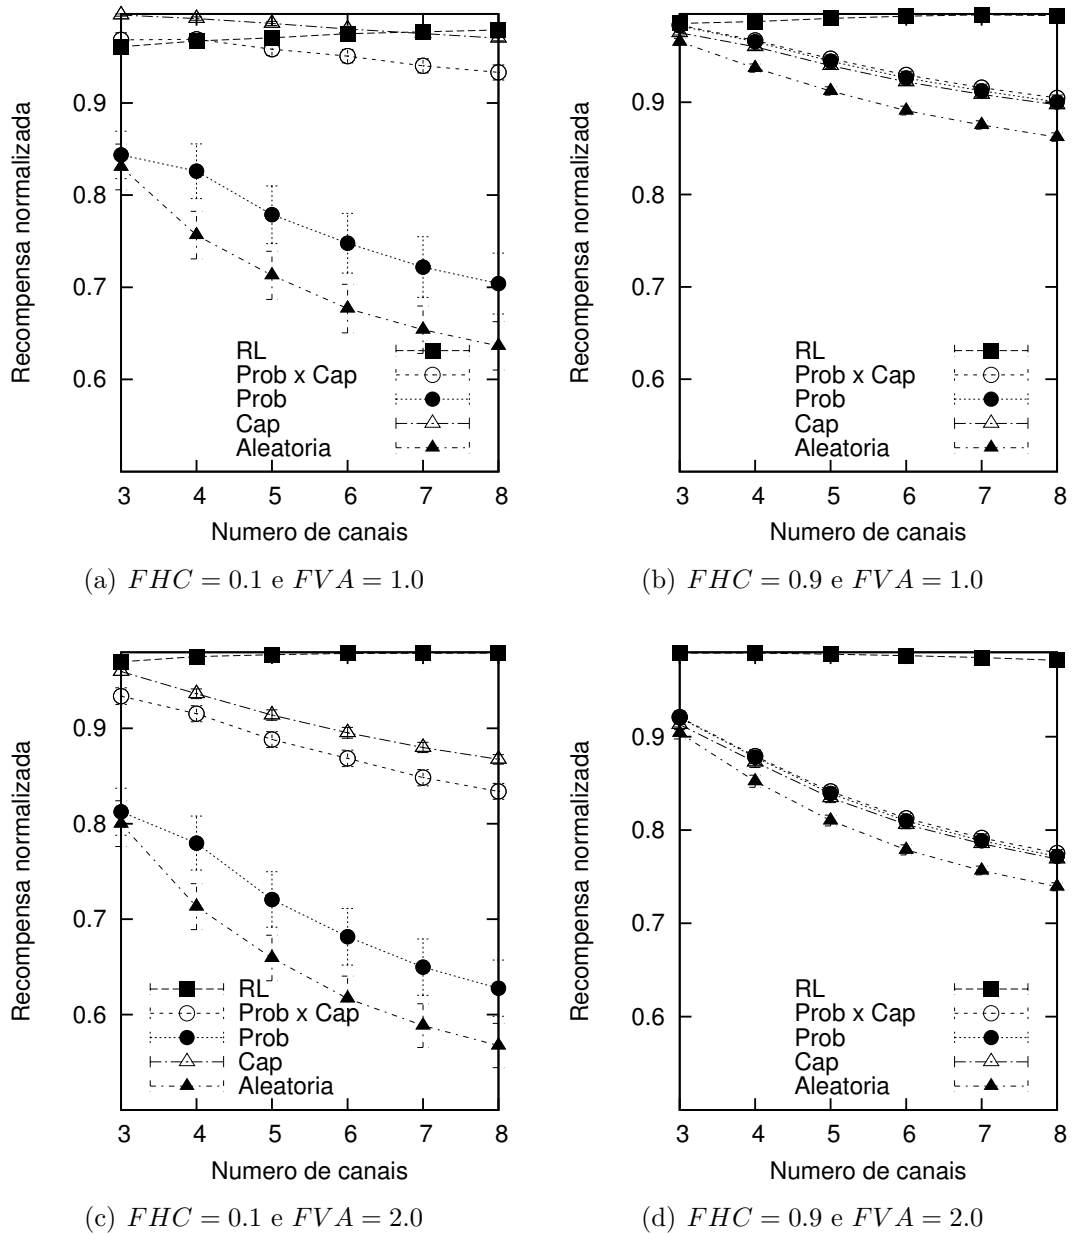 Recompensa normalizada
0.9
0.8
0.7
0.6
RL
Prob x Cap
Prob
Cap
Aleatoria
3 4 5 6 7 8
Numero de canais
(a) FHC = 0.1 e FVA = 1.0
Recompensa normalizada
0.9
0.8
0.7
0.6
RL
Prob x Cap
Prob
Cap
Aleatoria
3 4 5 6 7 8
Numero de canais
(b) FHC = 0.9 e FVA = 1.0
Recompensa normalizada
0.9
0.8
0.7
0.6
RL
Prob x Cap
Prob
Cap
Aleatoria
3 4 5 6 7 8
Numero de canais
(c) FHC = 0.1 e FVA = 2.0
Recompensa normalizada
0.9
0.8
0.7
0.6
RL
Prob x Cap
Prob
Cap
Aleatoria
3 4 5 6 7 8
Numero de canais
(d) FHC = 0.9 e FVA = 2.0